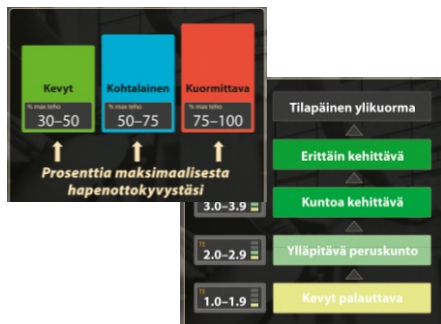 Kevyt
% max teho
30–50
Kohtalainen
% max teho
50–75
Kuormittava
% max teho
75–100
Prosenttia maksimaalisesta
hapenottokyvystäsi
Tilapäinen ylikuorma
Erittäin kehittävä
3.0–3.9
Kuntoa kehittävä
TE
2.0–2.9
Ylläpitävä peruskunto
TE
1.0–1.9
Kevyt palauttava